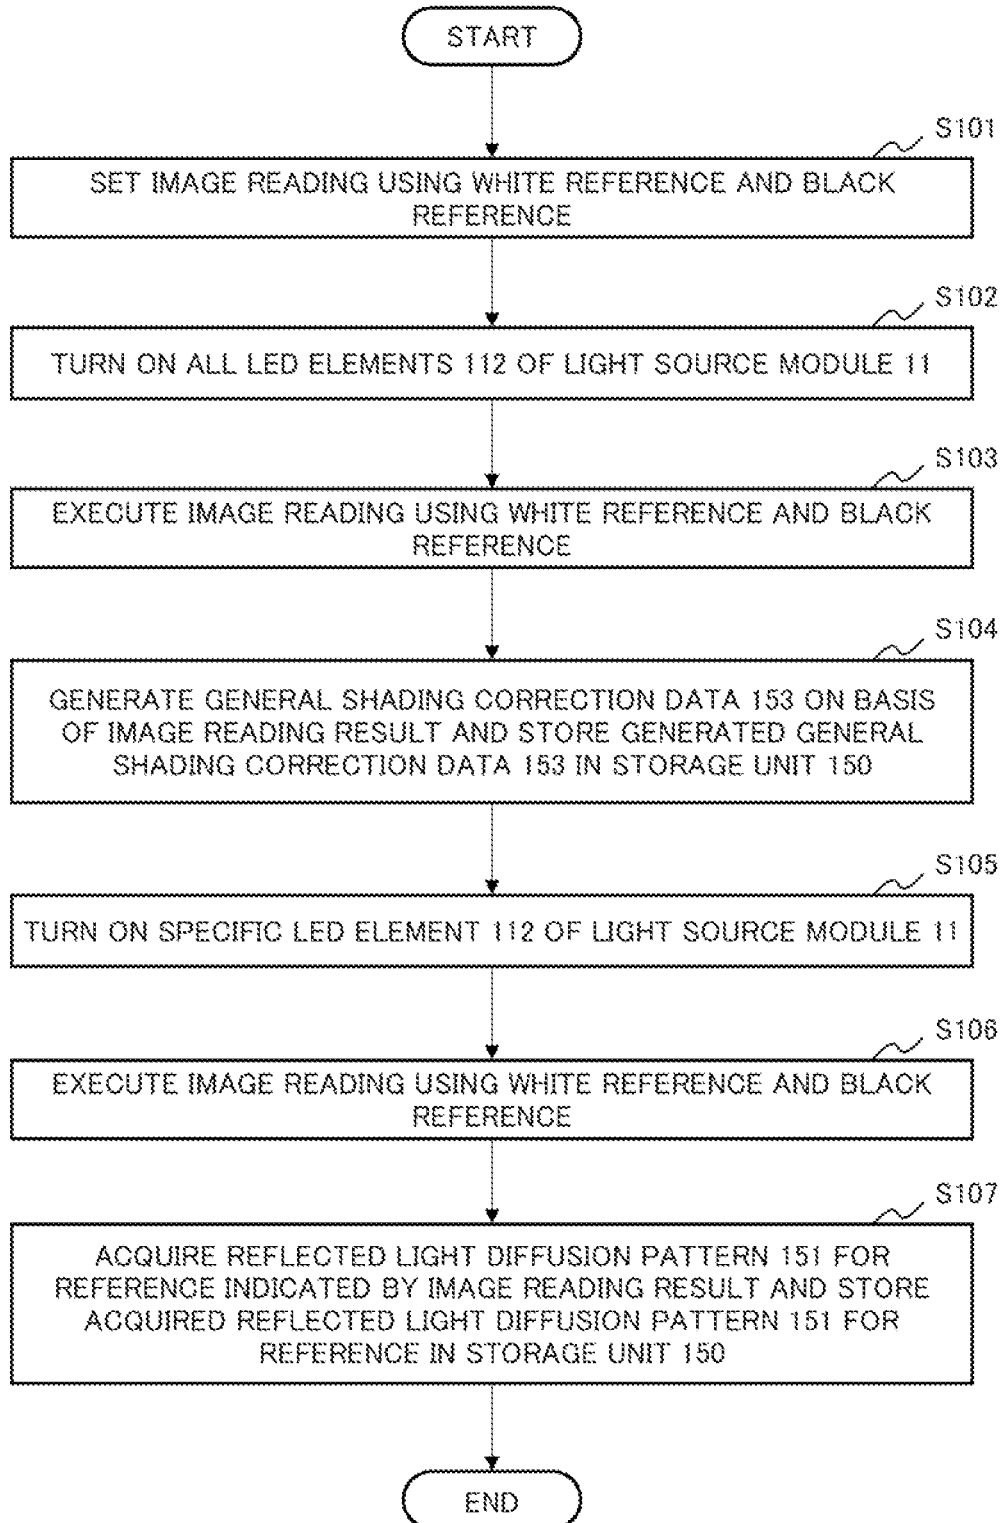 START
S101
SET IMAGE READING USING WHITE REFERENCE AND BLACK
REFERENCE
S102
TURN ON ALL LED ELEMENTS 112 OF LIGHT SOURCE MODULE 11
S103
EXECUTE IMAGE READING USING WHITE REFERENCE AND BLACK
REFERENCE
S104
GENERATE GENERAL SHADING CORRECTION DATA 153 ON BASIS
OF IMAGE READING RESULT AND STORE GENERATED GENERAL
SHADING CORRECTION DATA 153 IN STORAGE UNIT 150
S105
TURN ON SPECIFIC LED ELEMENT 112 OF LIGHT SOURCE MODULE 11
S106
EXECUTE IMAGE READING USING WHITE REFERENCE AND BLACK
REFERENCE
S107
ACQUIRE REFLECTED LIGHT DIFFUSION PATTERN 151 FOR
REFERENCE INDICATED BY IMAGE READING RESULT AND STORE
ACQUIRED REFLECTED LIGHT DIFFUSION PATTERN 151 FOR
REFERENCE IN STORAGE UNIT 150
END